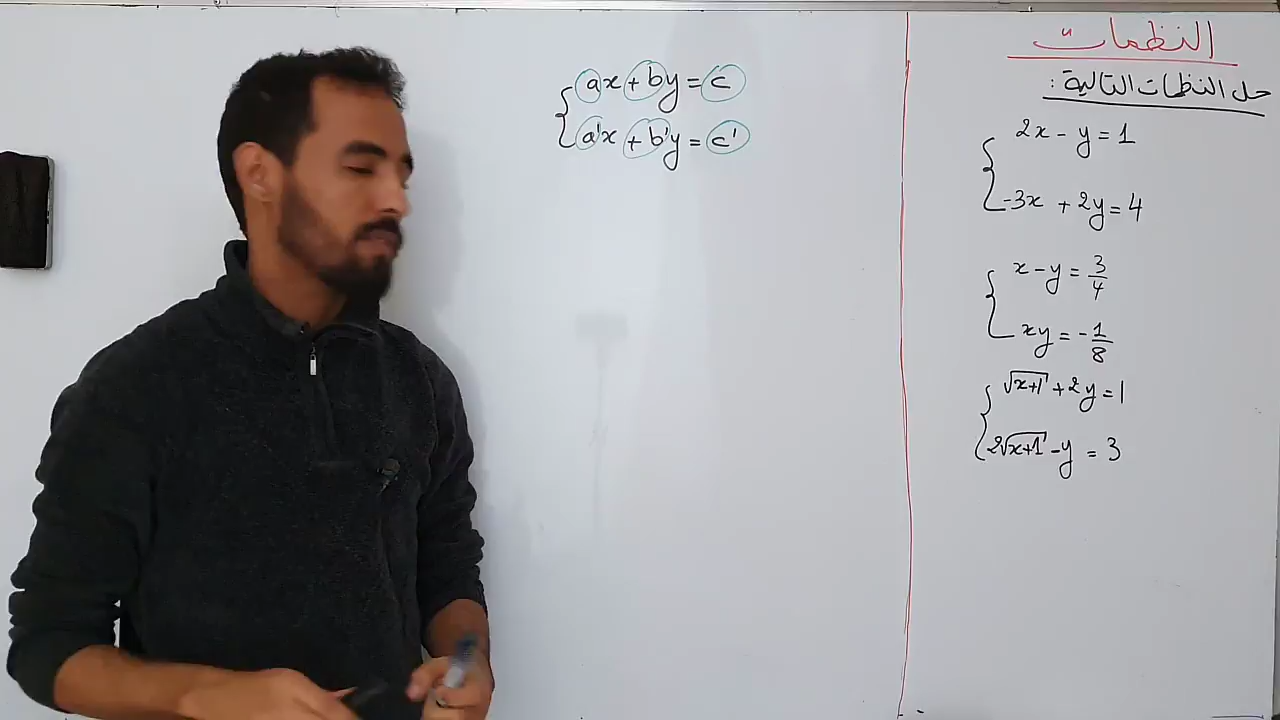 النظمات
حل النظمات التالية :
2x - y = 1
-3x + 2y = 4
x - y = 3/4
xy = -1/8
√(x+1) + 2y = 1
2√(x+1) - y = 3
ax + by = c
a'x + b'y = c'